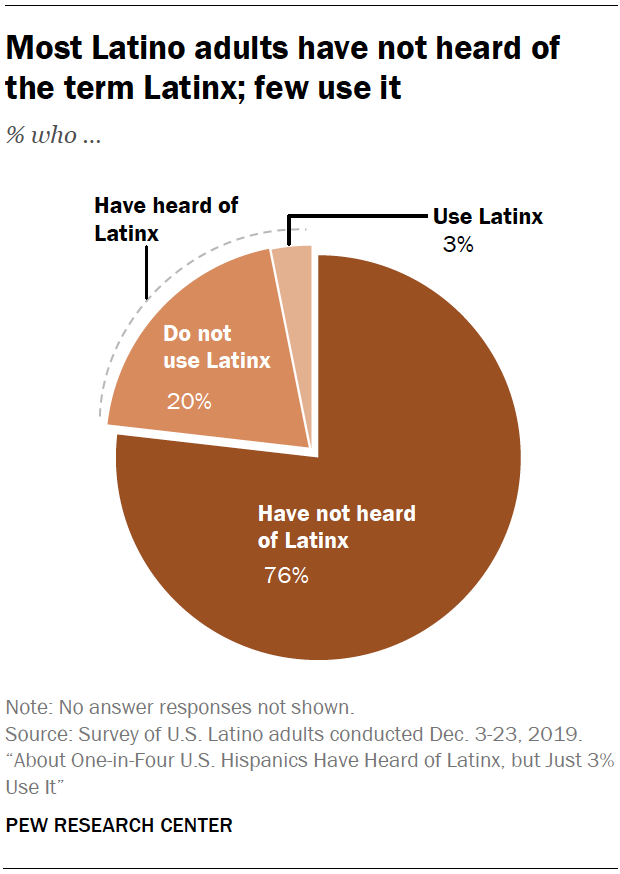 Most Latino adults have not heard of
the term Latinx; few use it
% who ...
Have heard of
Latinx
Use Latinx
3%
Do not
use Latinx
20%
Have not heard
of Latinx
76%
Note: No answer responses not shown.
Source: Survey of U.S. Latino adults conducted Dec. 3-23, 2019.
“About One-in-Four U.S. Hispanics Have Heard of Latinx, but Just 3%
Use It”
PEW RESEARCH CENTER